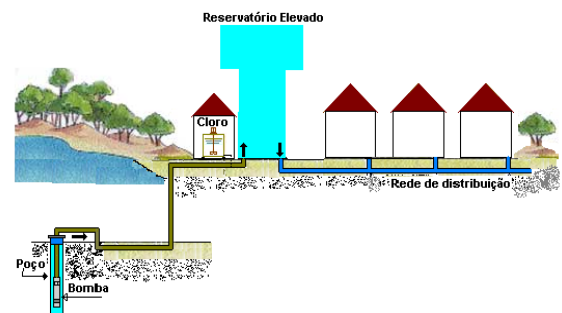 Reservatório Elevado
Cloro
Rede de distribuição
Poço
Bomba